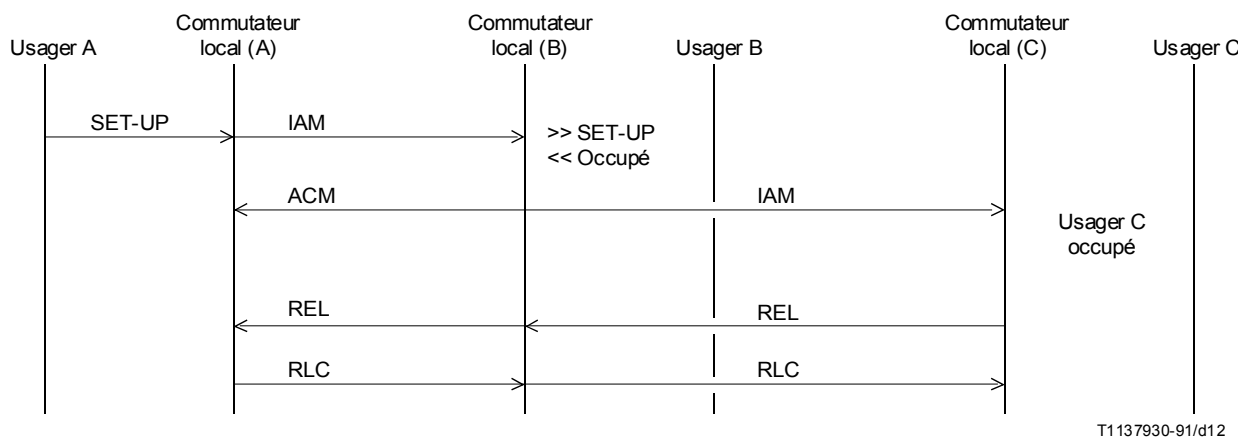 Usager A
Commutateur
local (A)
Commutateur
local (B)
Usager B
Commutateur
local (C)
Usager C
SET-UP
IAM
>> SET-UP
<< Occupé
ACM
IAM
Usager C
occupé
REL
REL
RLC
RLC
T1137930-91/d12